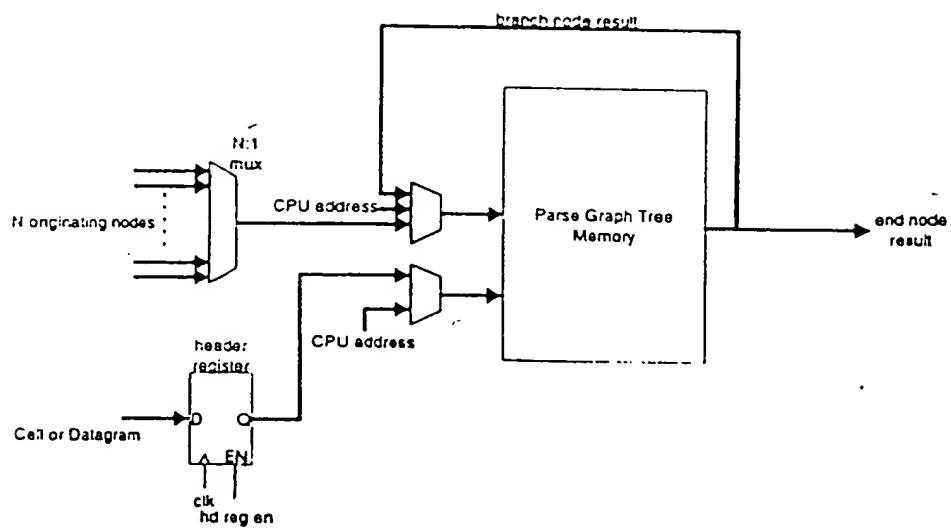 branch node result
N:1
mux
CPU address
N originating nodes
Parse Graph Tree
Memory
end node
result
CPU address
header
register
D Q
Cell or Datagram
EN
clk
hd reg en